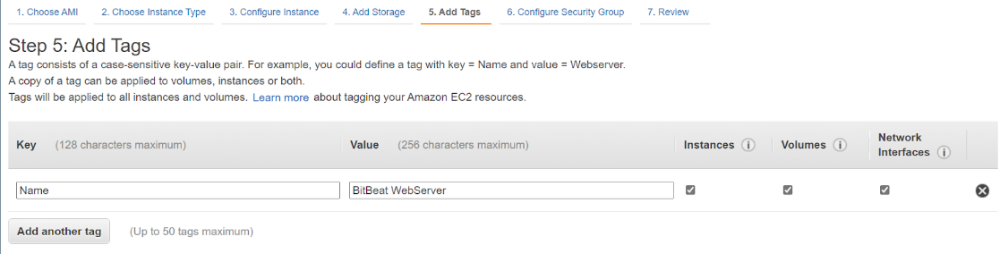 1. Choose AMI 2. Choose Instance Type 3. Configure Instance 4. Add Storage 5. Add Tags 6. Configure Security Group 7. Review
Step 5: Add Tags
A tag consists of a case-sensitive key-value pair. For example, you could define a tag with key = Name and value = Webserver.
A copy of a tag can be applied to volumes, instances or both.
Tags will be applied to all instances and volumes. Learn more about tagging your Amazon EC2 resources.
Key (128 characters maximum) Value (256 characters maximum) Instances i Volumes i Network
Interfaces i
Name BitBeat WebServer
Add another tag (Up to 50 tags maximum)